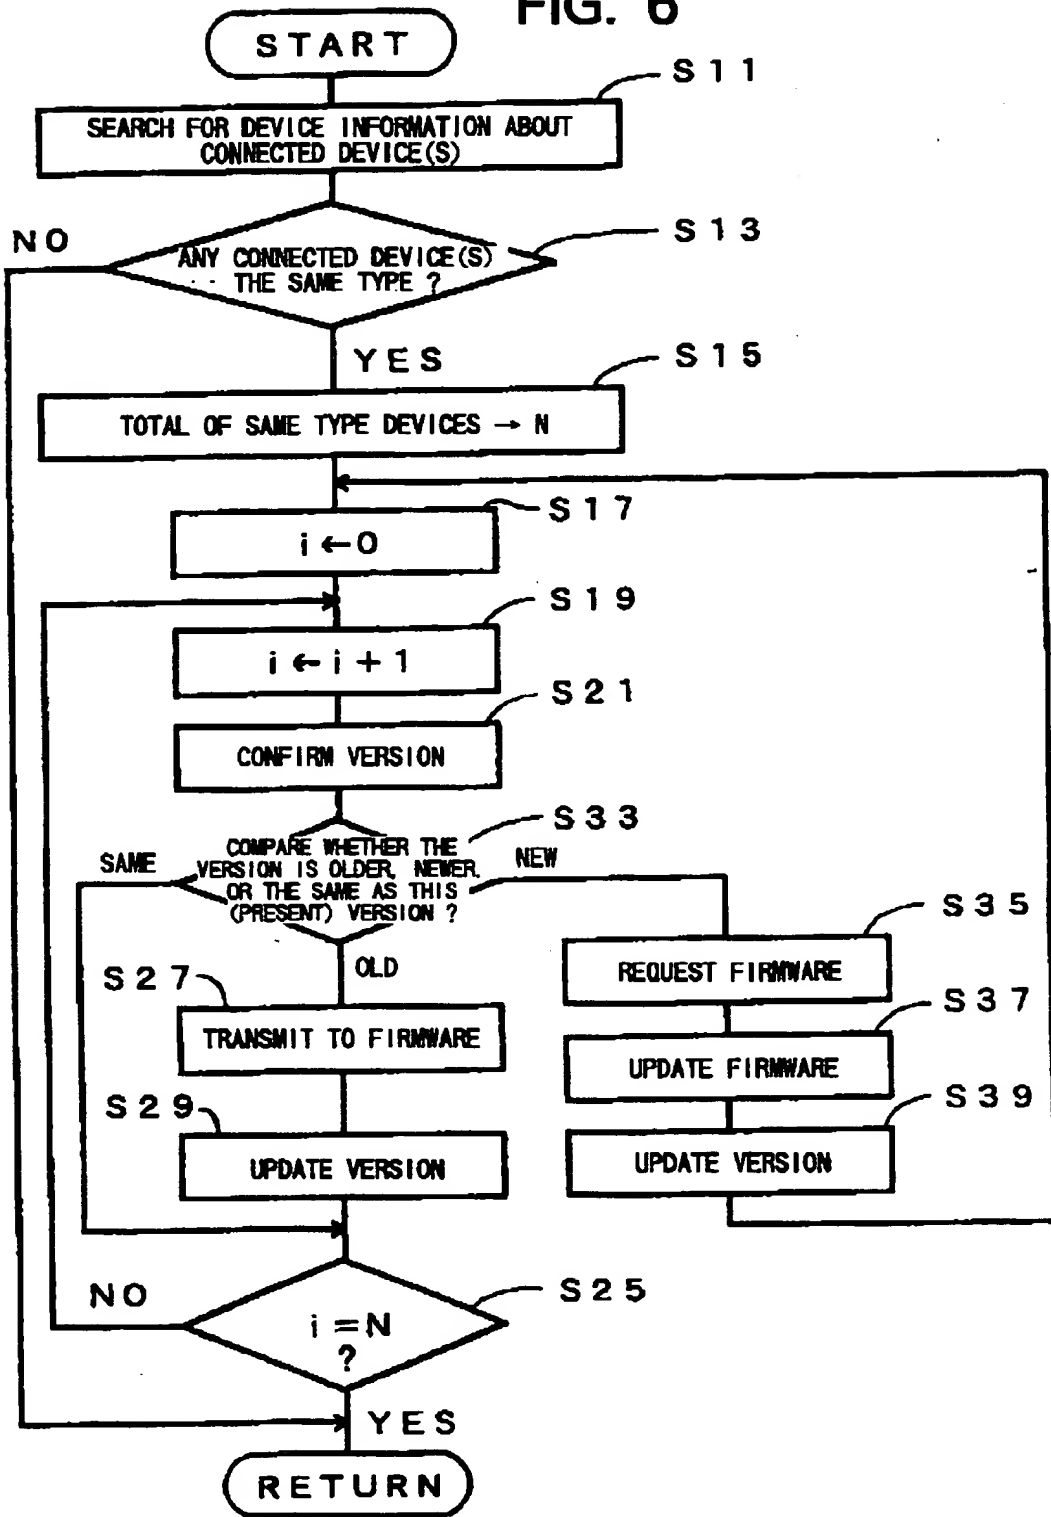 FIG. 6
START
S11
SEARCH FOR DEVICE INFORMATION ABOUT
CONNECTED DEVICE(S)
NO
S13
ANY CONNECTED DEVICE(S)
THE SAME TYPE ?
YES
S15
TOTAL OF SAME TYPE DEVICES → N
S17
i ← 0
S19
i ← i + 1
S21
CONFIRM VERSION
S33
COMPARE WHETHER THE
VERSION IS OLDER, NEWER,
OR THE SAME AS THIS
(PRESENT) VERSION ?
SAME
NEW
OLD
S35
REQUEST FIRMWARE
S27
TRANSMIT TO FIRMWARE
S37
UPDATE FIRMWARE
S29
UPDATE VERSION
S39
UPDATE VERSION
NO
S25
i = N
?
YES
RETURN